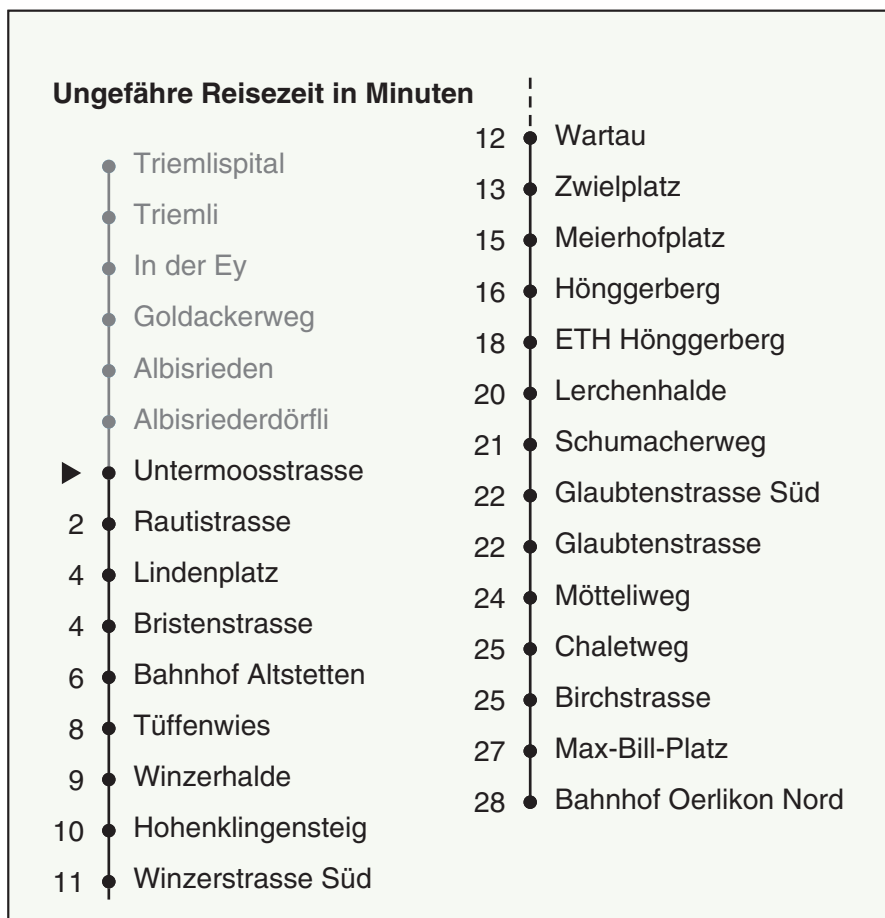 Ungefähre Reisezeit in Minuten
Triemlispital
Triemli
In der Ey
Goldackerweg
Albisrieden
Albisriederdörfli
Untermoosstrasse
2 Rautistrasse
4 Lindenplatz
4 Bristenstrasse
6 Bahnhof Altstetten
8 Tüffenwies
9 Winzerhalde
10 Hohenklingensteig
11 Winzerstrasse Süd
12 Wartau
13 Zwielplatz
15 Meierhofplatz
16 Hönggerberg
18 ETH Hönggerberg
20 Lerchenhalde
21 Schumacherweg
22 Glaubtenstrasse Süd
22 Glaubtenstrasse
24 Mötteliweg
25 Chaletweg
25 Birchstrasse
27 Max-Bill-Platz
28 Bahnhof Oerlikon Nord